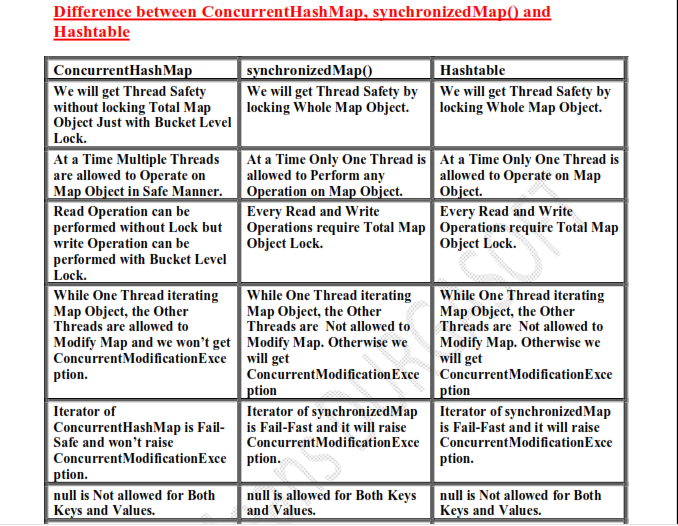 Difference between ConcurrentHashMap, synchronizedMap() and
Hashtable
ConcurrentHashMap
synchronizedMap()
Hashtable
We will get Thread Safety
without locking Total Map
Object Just with Bucket Level
Lock.
We will get Thread Safety by
locking Whole Map Object.
We will get Thread Safety by
locking Whole Map Object.
At a Time Multiple Threads
are allowed to Operate on
Map Object in Safe Manner.
At a Time Only One Thread is
allowed to Perform any
Operation on Map Object.
At a Time Only One Thread is
allowed to Operate on Map
Object.
Read Operation can be
performed without Lock but
write Operation can be
performed with Bucket Level
Lock.
Every Read and Write
Operations require Total Map
Object Lock.
Every Read and Write
Operations require Total Map
Object Lock.
While One Thread iterating
Map Object, the Other
Threads are allowed to
Modify Map and we won't get
ConcurrentModificationExce
ption.
While One Thread iterating
Map Object, the Other
Threads are Not allowed to
Modify Map. Otherwise we
will get
ConcurrentModificationExce
ption
While One Thread iterating
Map Object, the Other
Threads are Not allowed to
Modify Map. Otherwise we
will get
ConcurrentModificationExce
ption
Iterator of
ConcurrentHashMap is Fail-
Safe and won't raise
ConcurrentModificationExce
ption.
Iterator of synchronizedMap
is Fail-Fast and it will raise
ConcurrentModificationExce
ption.
Iterator of synchronizedMap
is Fail-Fast and it will raise
ConcurrentModificationExce
ption.
null is Not allowed for Both
Keys and Values.
null is allowed for Both Keys
and Values.
null is Not allowed for Both
Keys and Values.